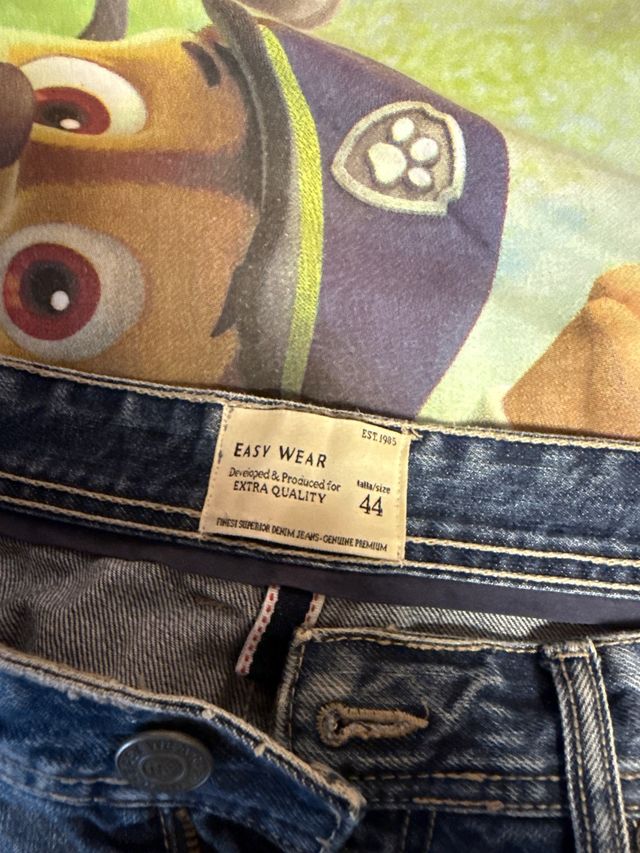 EST. 1985
EASY WEAR
Developed & Produced for
EXTRA QUALITY
talla/size
44
FINEST SUPERIOR DENIM JEANS-GENUINE PREMIUM